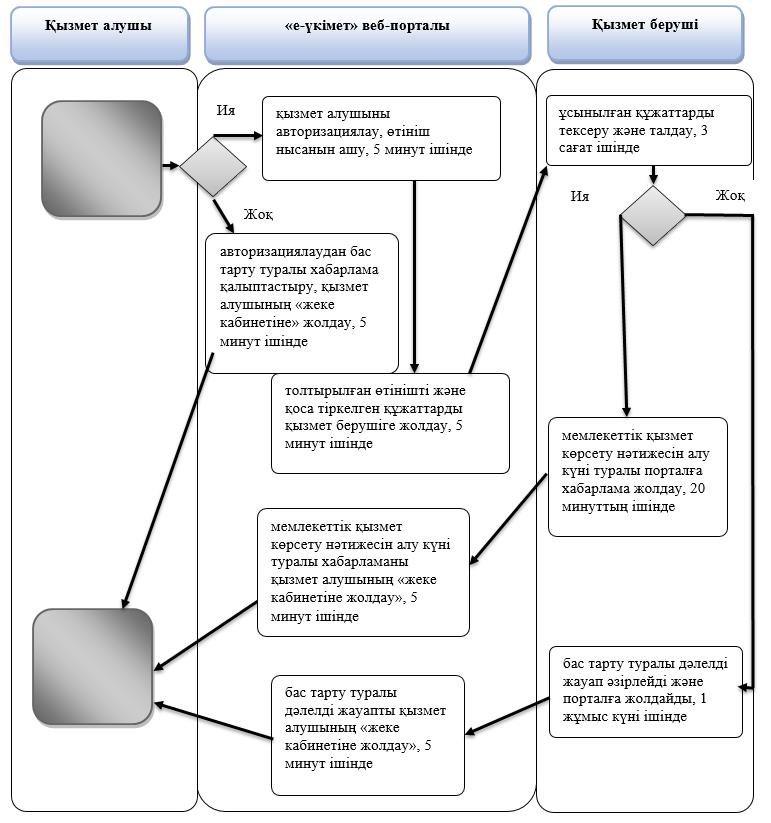 Қызмет алушы
«е-үкімет» веб-порталы
Қызмет беруші
Ия
қызмет алушыны
авторизациялау, өтініш
нысанын ашу, 5 минут ішінде
Жоқ
авторизациялаудан бас
тарту туралы хабарлама
қалыптастыру, қызмет
алушының «жеке
кабинетіне» жолдау, 5
минут ішінде
толтырылған өтінішті және
қоса тіркелген құжаттарды
қызмет берушіге жолдау, 5
минут ішінде
ұсынылған құжаттарды
тексеру және талдау, 3
сағат ішінде
Ия
Жоқ
мемлекеттік қызмет
көрсету нәтижесін алу
күні туралы порталға
хабарлама жолдау, 20
минуттың ішінде
мемлекеттік қызмет
көрсету нәтижесін алу күні
туралы хабарламаны
қызмет алушының «жеке
кабинетіне жолдау», 5
минут ішінде
бас тарту туралы дәлелді
жауап әзірлейді және
порталға жолдайды, 1
жұмыс күні ішінде
бас тарту туралы
дәлелді жауапты қызмет
алушының «жеке
кабинетіне жолдау», 5
минут ішінде